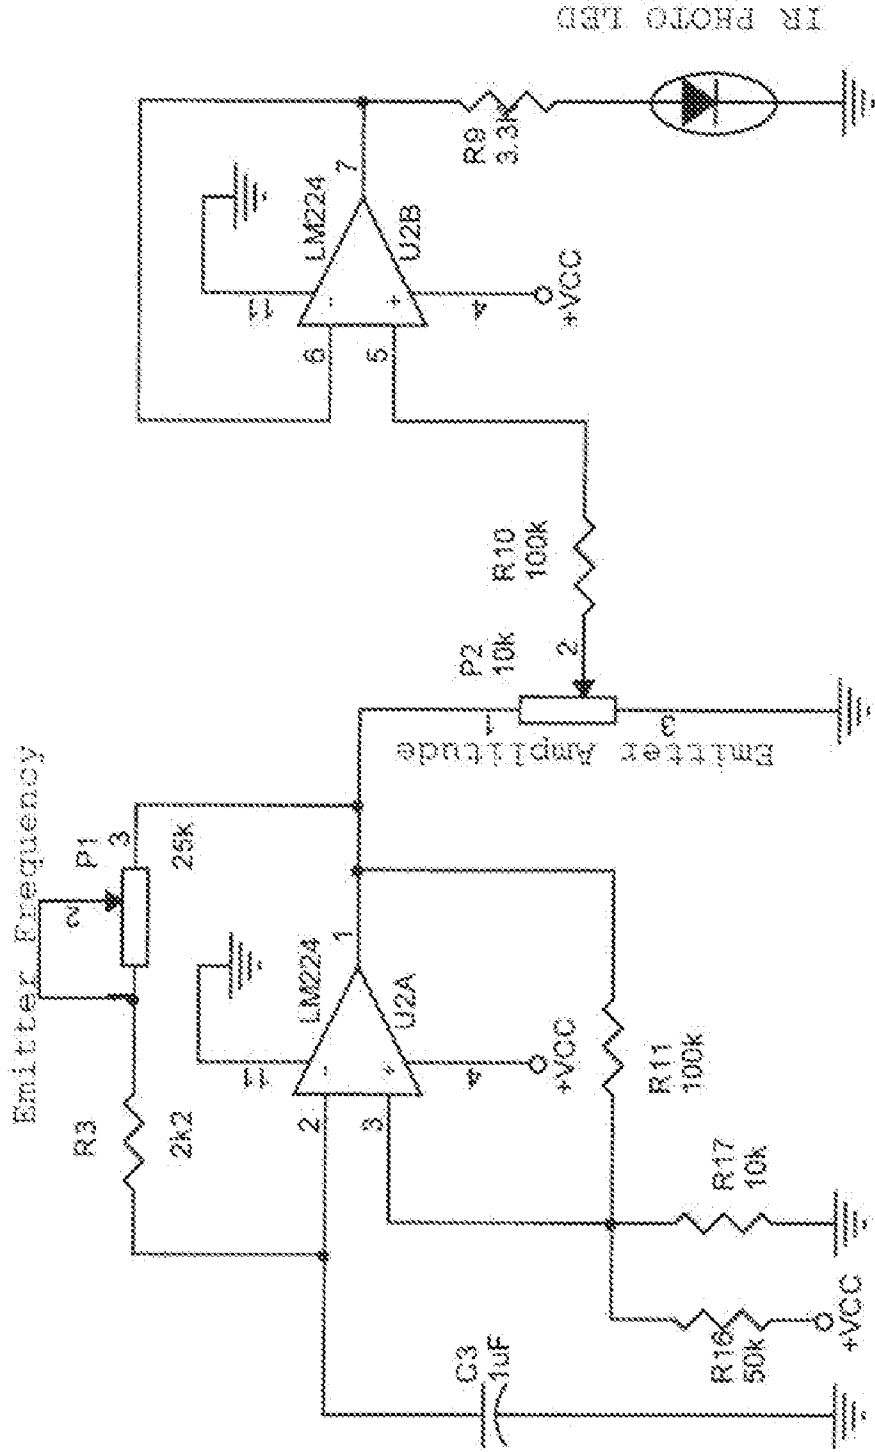 IR PHOTO LED
R9
3.3K
7
LM224
U2B
11
-
+
6
5
4
+VCC
R10
100k
P2
10k
2
1
3
Emitter Amplitude
Emitter Frequency
P1
3
2
25k
R3
2k2
1
LM224
U2A
11
-
+
2
3
4
+VCC
R11
100k
R17
10k
R16
50k
+VCC
C3
1uF